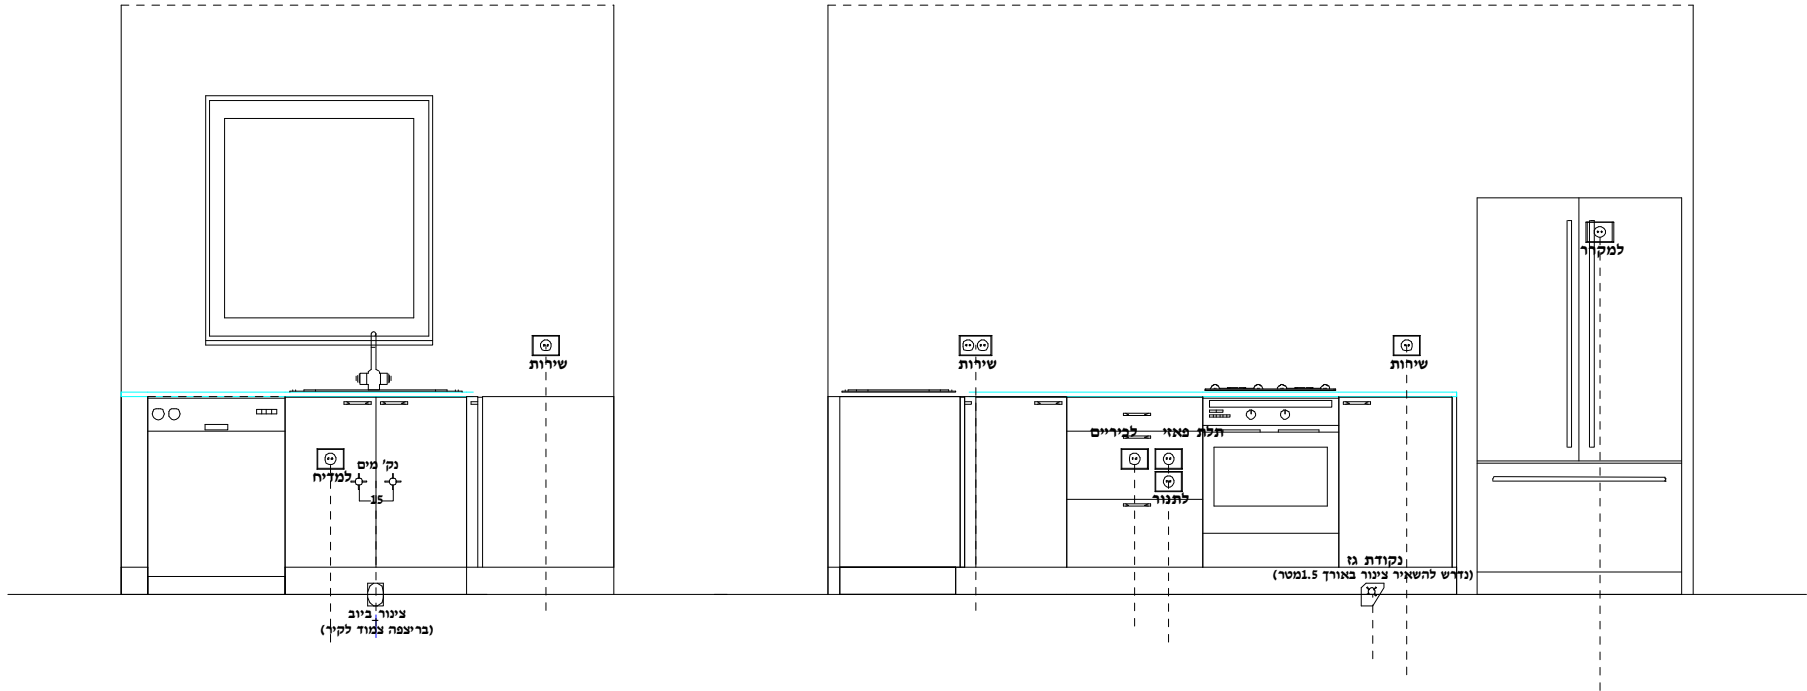 שירות
נק' מים
למדיח
15
צינור ביוב
(בריצפה צמוד לקיר)
למקרר
שירות
שירות
לביריים
תלת פאזי
לתנור
נקודת גז
(נדרש להשאיר צינור באורך 1.5מטר)